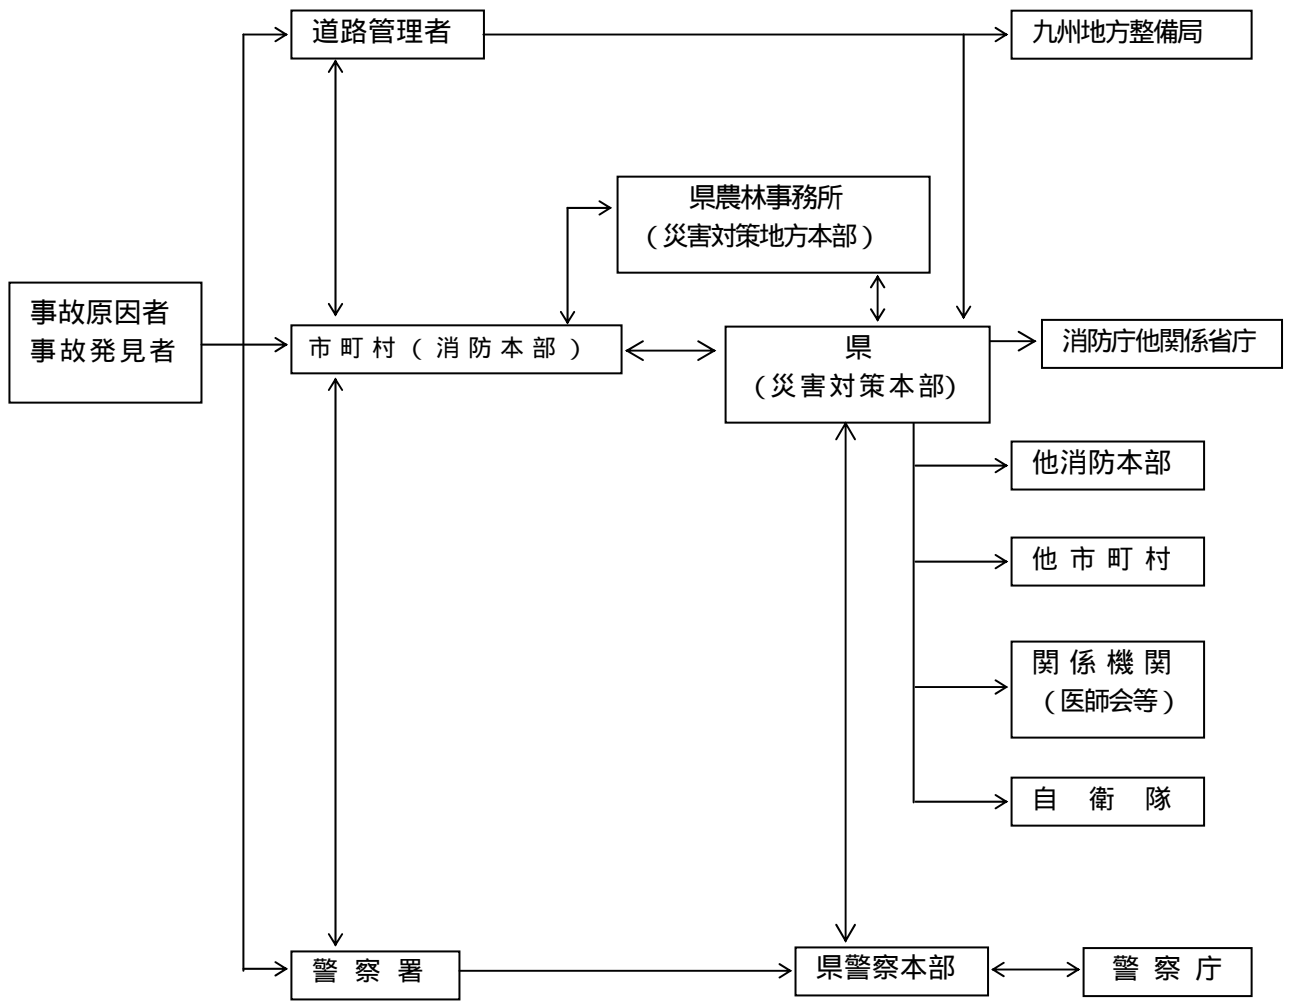 道路管理者
九州地方整備局
県農林事務所
（災害対策地方本部）
事故原因者
事故発見者
市町村（消防本部）
県
（災害対策本部）
消防庁他関係省庁
他消防本部
他市町村
関係機関
（医師会等）
自衛隊
警察署
県警察本部
警察庁